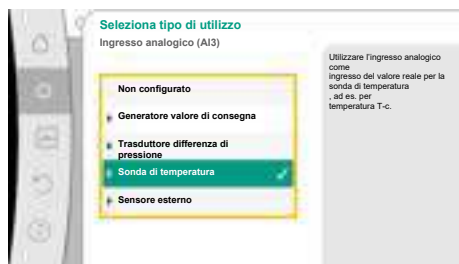 Seleziona tipo di utilizzo
Ingresso analogico (AI3)
Non configurato
Generatore valore di consegna
Trasduttore differenza di
pressione
Sonda di temperatura
Sensore esterno
Utilizzare l'ingresso analogico
come
ingresso del valore reale per la
sonda di temperatura
, ad es. per
temperatura T-c.